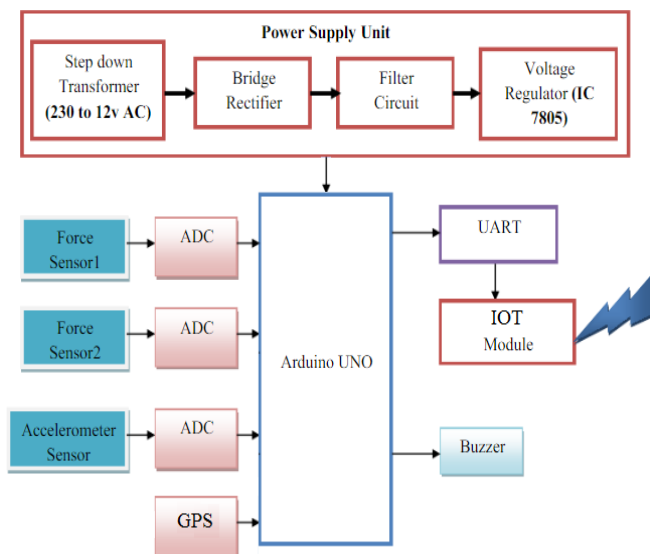 Power Supply Unit
Step down
Transformer
(230 to 12v AC)
Bridge
Rectifier
Filter
Circuit
Voltage
Regulator (IC
7805)
Force
Sensor1
ADC
Force
Sensor2
ADC
Accelerometer
Sensor
ADC
GPS
Arduino UNO
UART
IOT
Module
Buzzer